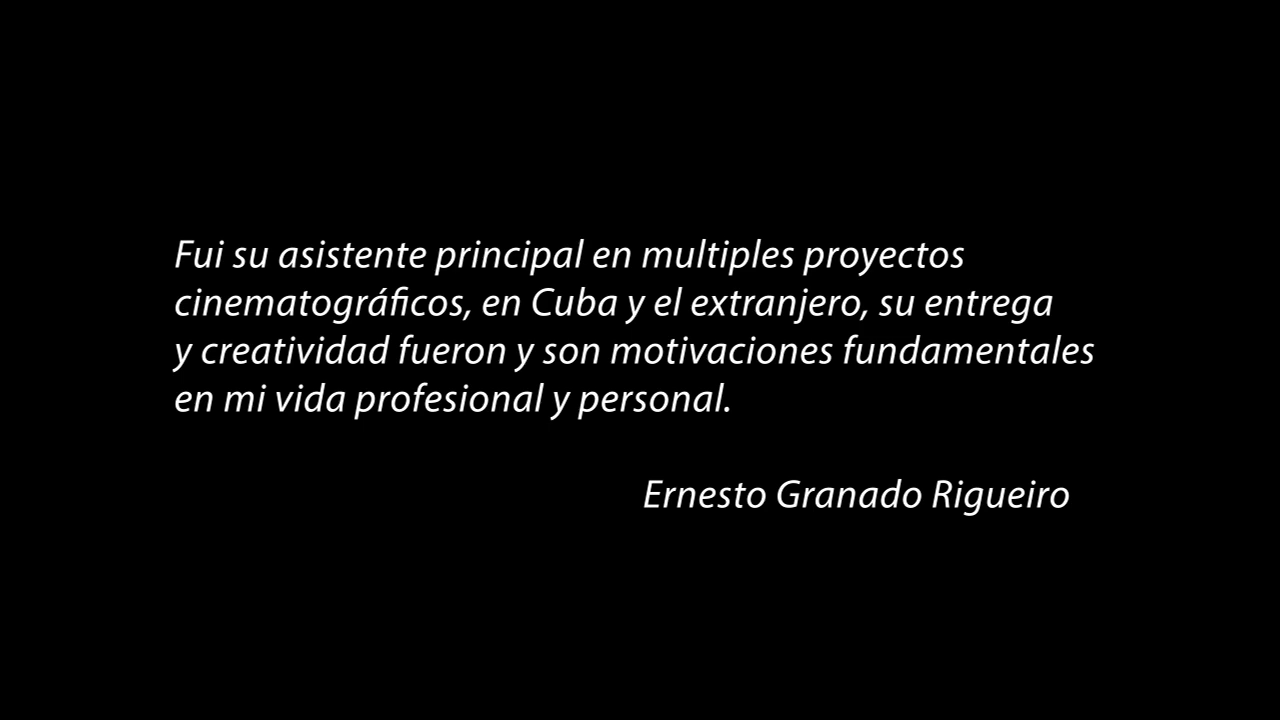 Fui su asistente principal en multiples proyectos
cinematográficos, en Cuba y el extranjero, su entrega
y creatividad fueron y son motivaciones fundamentales
en mi vida profesional y personal.
Ernesto Granado Rigueiro